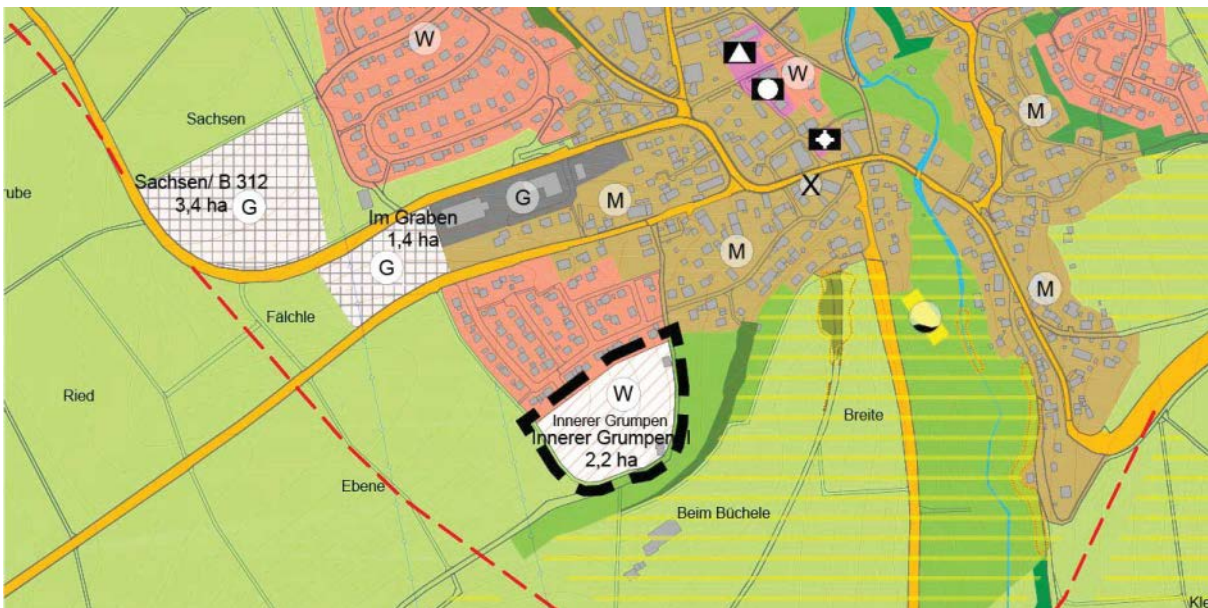 W
W
Sachsen
M
Sachsen/ B 312
3,4 ha
G
rube
Im Graben
1,4 ha
G
M
X
G
M
M
Fälchle
Ried
W
Innerer Grumpen
Innerer Grumpen II
2,2 ha
Breite
Ebene
Beim Büchele
Kle